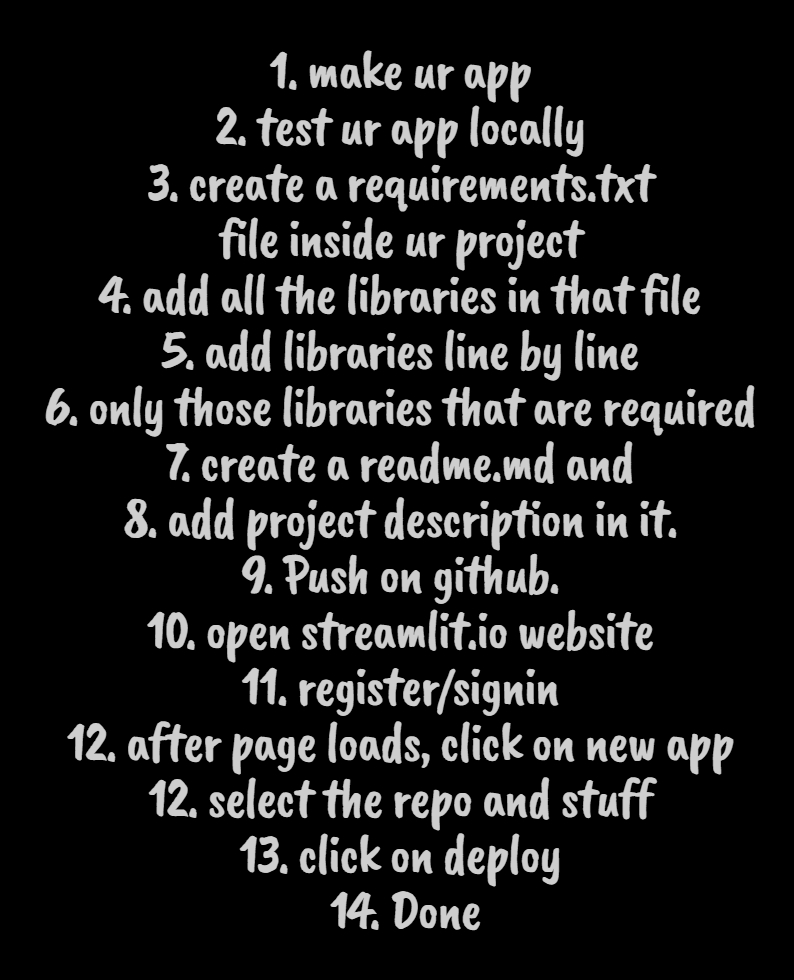 1. make ur app
2. test ur app locally
3. create a requirements.txt
file inside ur project
4. add all the libraries in that file
5. add libraries line by line
6. only those libraries that are required
7. create a readme.md and
8. add project description in it.
9. Push on github.
10. open streamlit.io website
11. register/signin
12. after page loads, click on new app
12. select the repo and stuff
13. click on deploy
14. Done